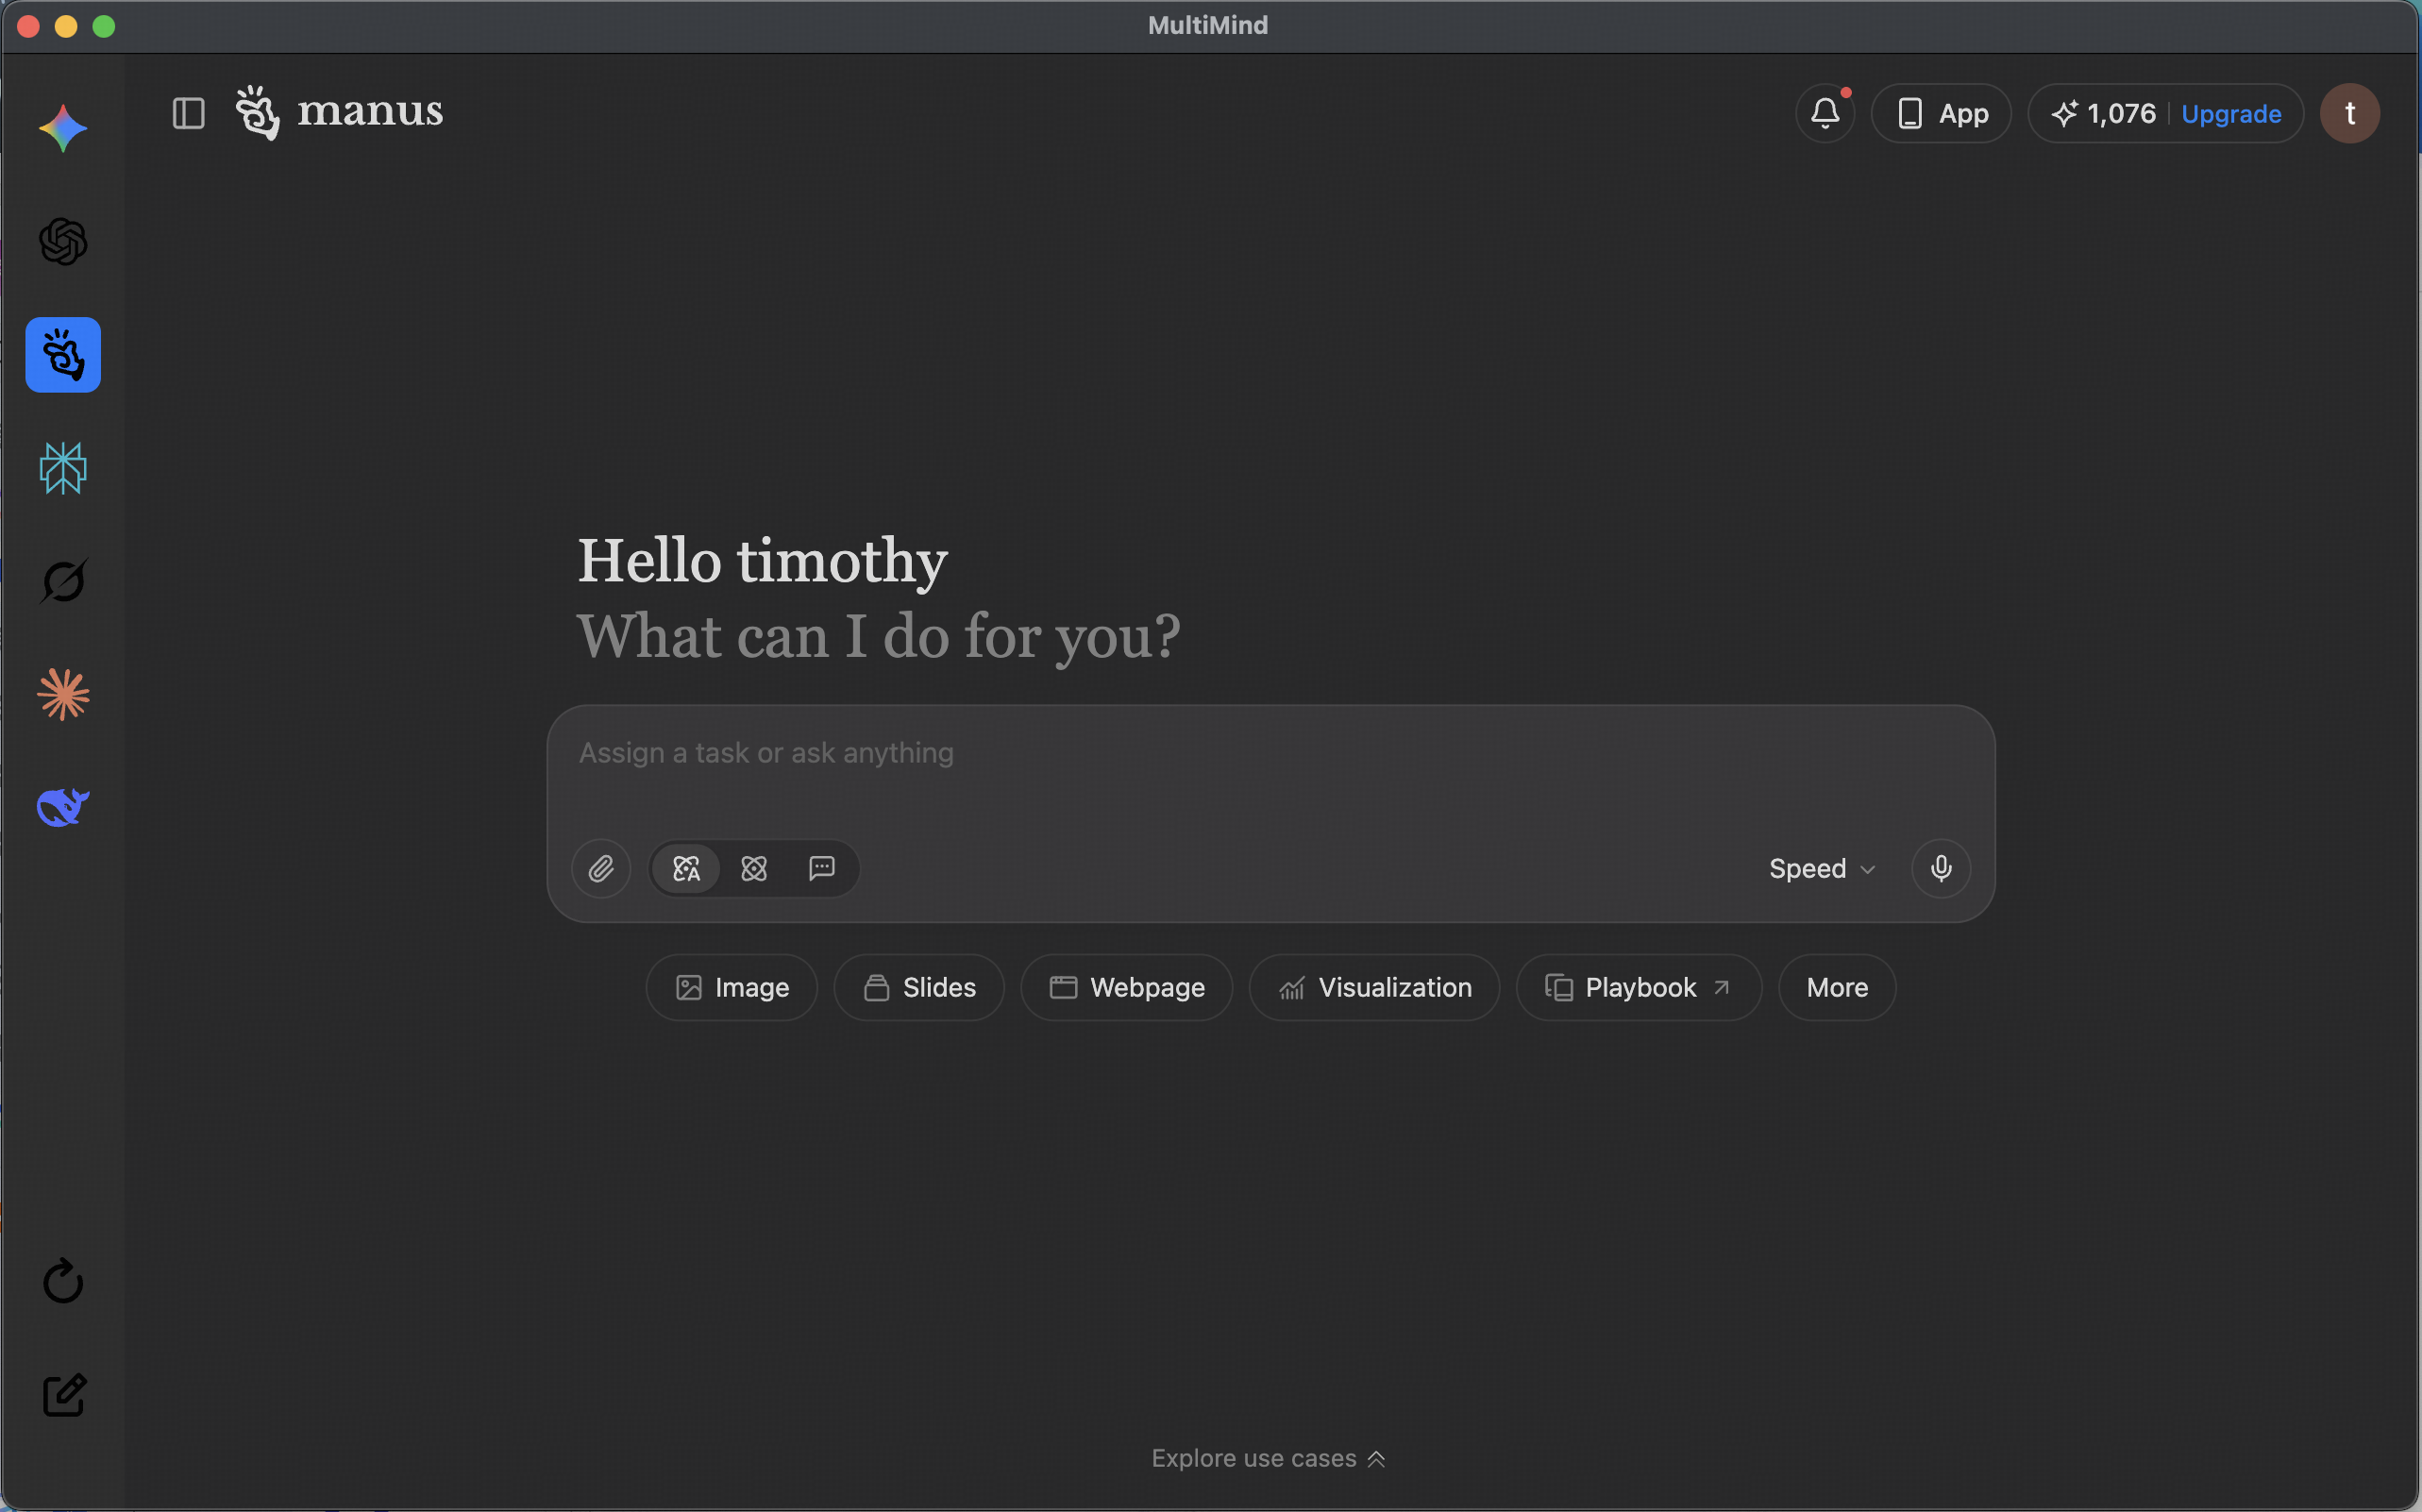 MultiMind
manus
App
1,076
Upgrade
t
Hello timothy
What can I do for you?
Assign a task or ask anything
Speed
Image
Slides
Webpage
Visualization
Playbook
More
Explore use cases